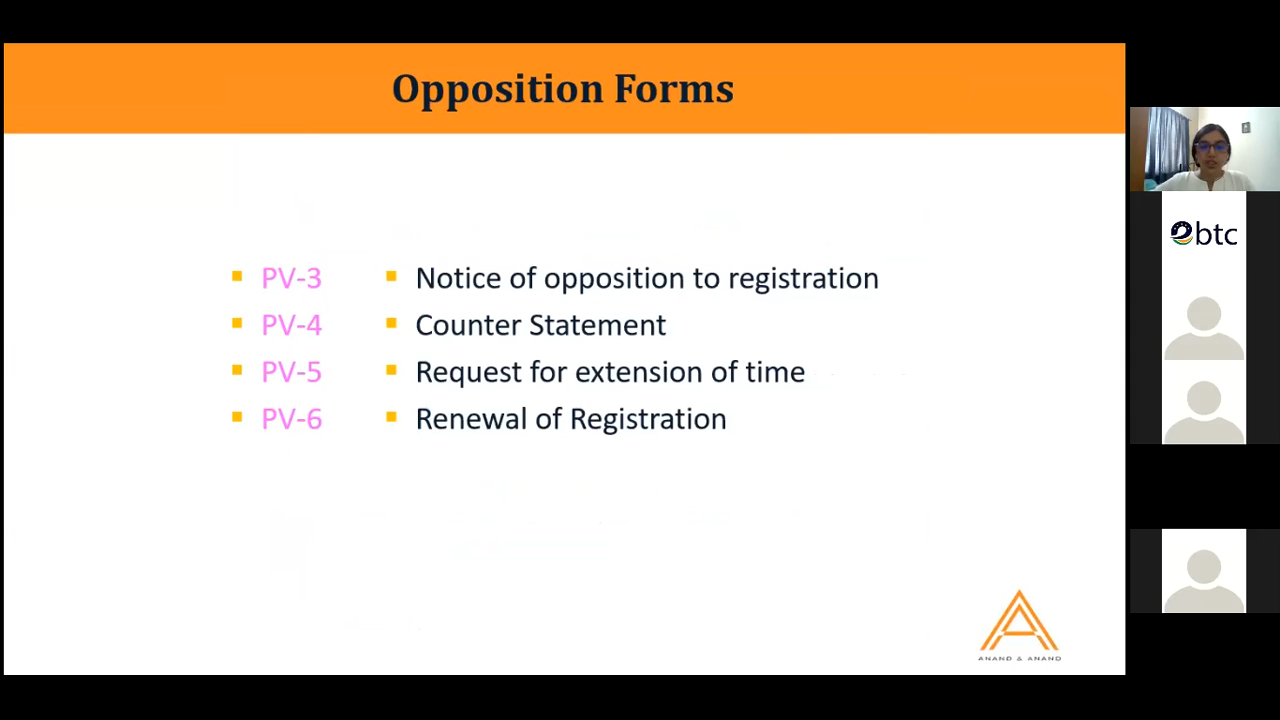 Opposition Forms
PV-3 Notice of opposition to registration
PV-4 Counter Statement
PV-5 Request for extension of time
PV-6 Renewal of Registration
ANAND & ANAND
btc